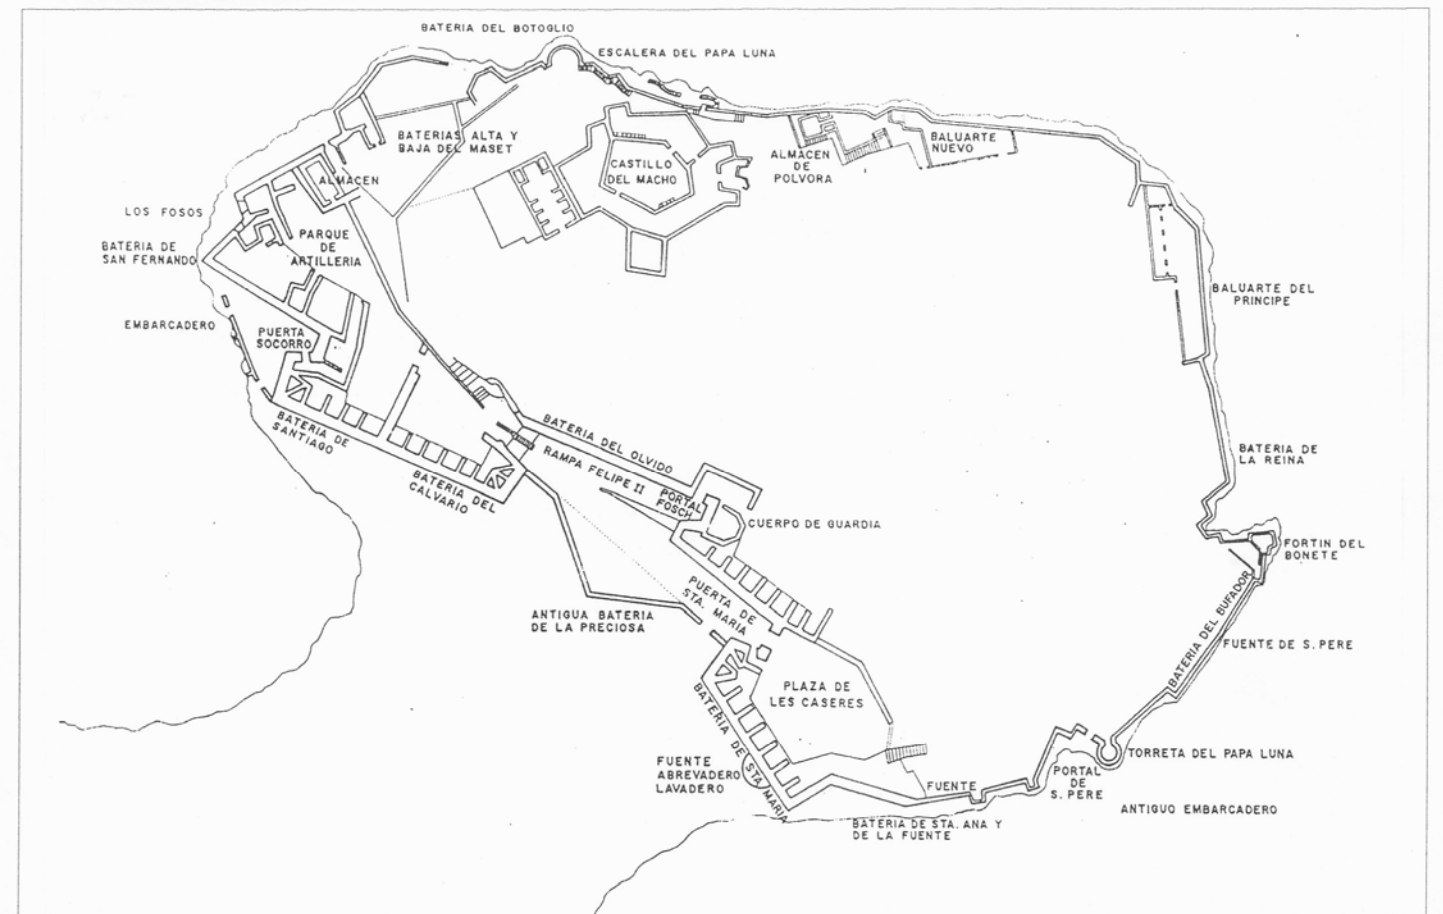 BATERIA DEL BOTOGLIO
ESCALERA DEL PAPA LUNA
BATERIAS ALTA Y
BAJA DEL MASET
CASTILLO
DEL MACHO
ALMACEN
DE
POLVORA
BALUARTE
NUEVO
ALMACEN
LOS FOSOS
BATERIA DE
SAN FERNANDO
PARQUE
DE
ARTILLERIA
EMBARCADERO
PUERTA
SOCORRO
BALUARTE DEL
PRINCIPE
BATERIA DE
SANTIAGO
BATERIA DEL
CALVARIO
BATERIA DEL OLVIDO
RAMPA FELIPE II
PORTAL
FOSCH
CUERPO DE GUARDIA
BATERIA DE
LA REINA
FORTIN DEL
BONETE
BATERIA DEL BUFADOR
FUENTE DE S. PERE
PUERTA DE
STA. MARIA
ANTIGUA BATERIA
DE LA PRECIOSA
PLAZA DE
LES CASERES
BATERIA DE STA MARIA
FUENTE
ABREVADERO
LAVADERO
FUENTE
TORRETA DEL PAPA LUNA
PORTAL
DE
S. PERE
ANTIGUO EMBARCADERO
BATERIA DE STA. ANA Y
DE LA FUENTE